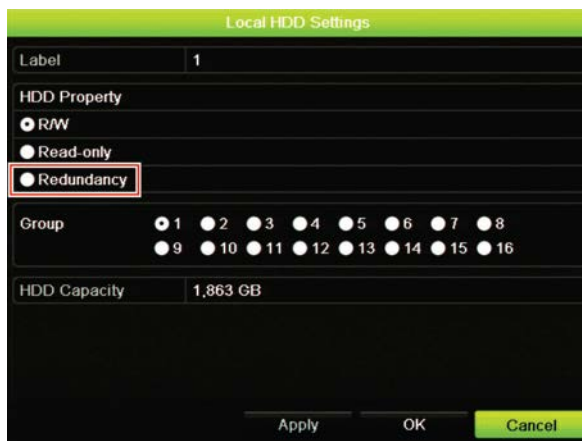 Local HDD Settings
Label 1
HDD Property
R/W
Read-only
Redundancy
Group 1 2 3 4 5 6 7 8
9 10 11 12 13 14 15 16
HDD Capacity 1,863 GB
Apply OK Cancel